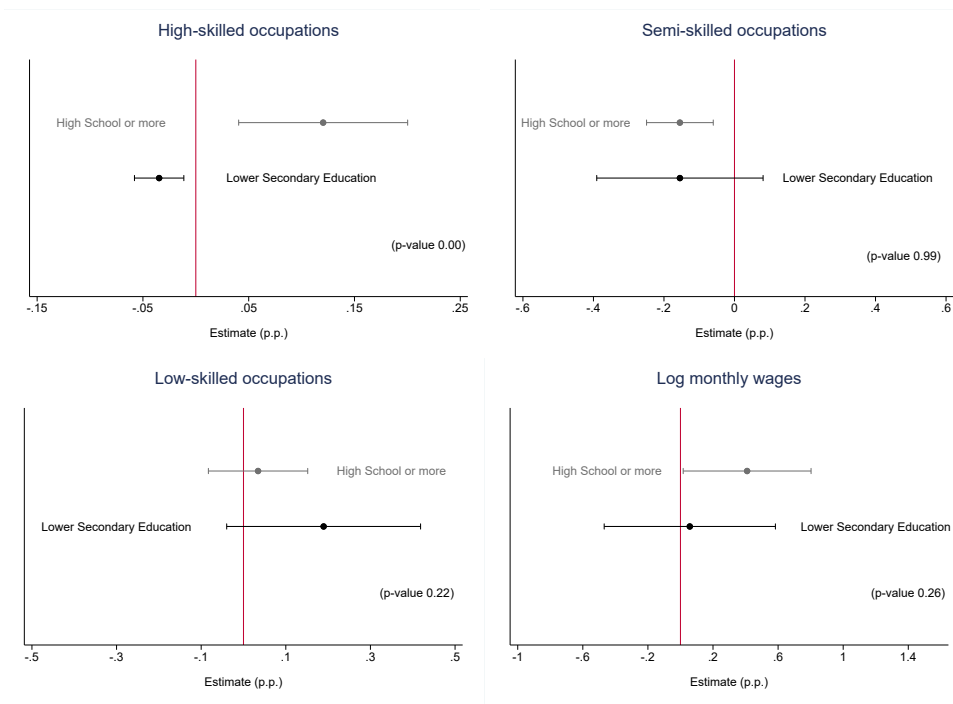 High-skilled occupations
High School or more
Lower Secondary Education
(p-value 0.00)
-.15 -.05 .05 .15 .25
Estimate (p.p.)
Semi-skilled occupations
High School or more
Lower Secondary Education
(p-value 0.99)
-.6 -.4 -.2 0 .2 .4 .6
Estimate (p.p.)
Low-skilled occupations
High School or more
Lower Secondary Education
(p-value 0.22)
-.5 -.3 -.1 .1 .3 .5
Estimate (p.p.)
Log monthly wages
High School or more
Lower Secondary Education
(p-value 0.26)
-1 -.6 -.2 .2 .6 1 1.4
Estimate (p.p.)